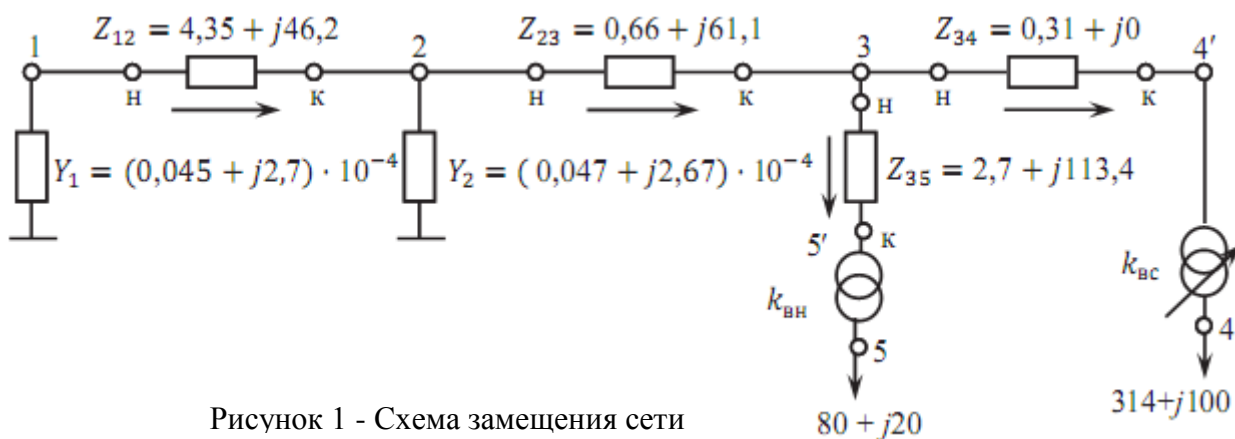 Z₁₂ = 4,35 + j46,2
Z₂₃ = 0,66 + j61,1
Z₃₄ = 0,31 + j0
1
2
3
4′
н
к
н
к
н
н
к
Y₁ = (0,045 + j2,7) · 10⁻⁴
Y₂ = ( 0,047 + j2,67) · 10⁻⁴
Z₃₅ = 2,7 + j113,4
5′
к
kвн
kвс
5
4
80 + j20
314+j100
Рисунок 1 - Схема замещения сети